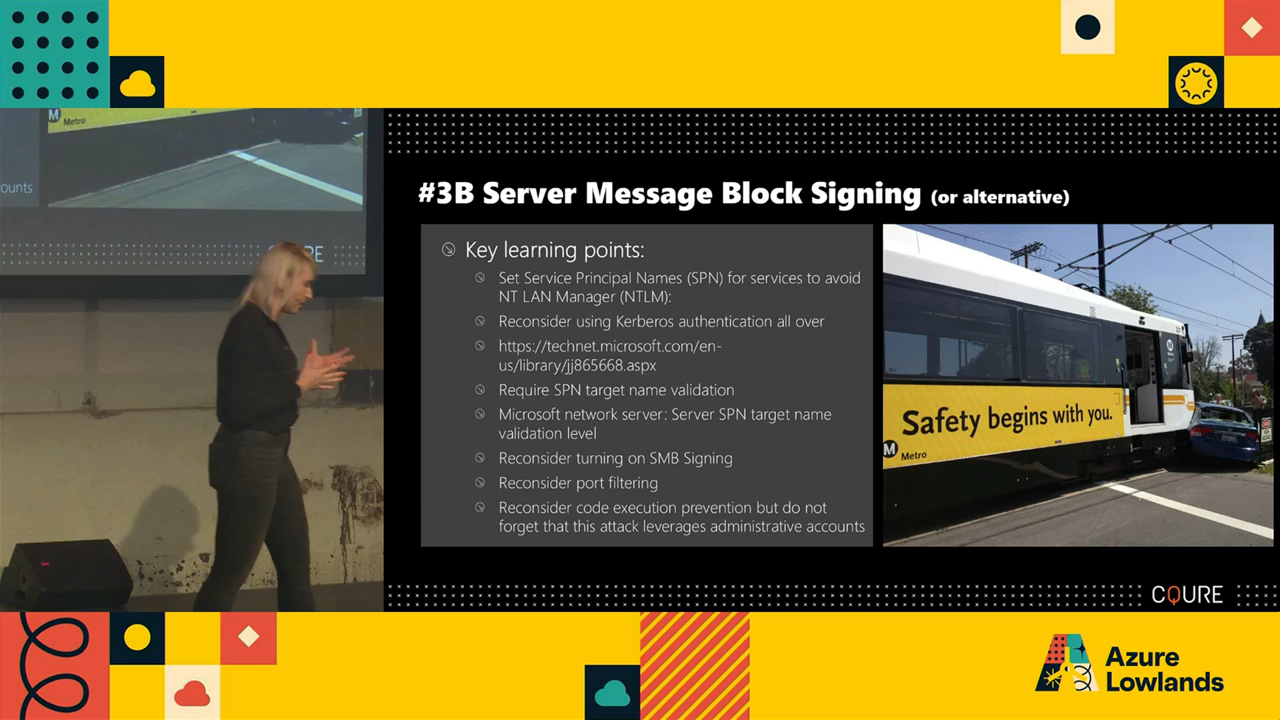 M
Metro
ounts
#3B Server Message Block Signing (or alternative)
Key learning points:
Set Service Principal Names (SPN) for services to avoid
NT LAN Manager (NTLM):
Reconsider using Kerberos authentication all over
https://technet.microsoft.com/en-
us/library/jj865668.aspx
Require SPN target name validation
Microsoft network server: Server SPN target name
validation level
Reconsider turning on SMB Signing
Reconsider port filtering
Reconsider code execution prevention but do not
forget that this attack leverages administrative accounts
Safety begins with you.
M
Metro
M
CQURE
Azure
Lowlands